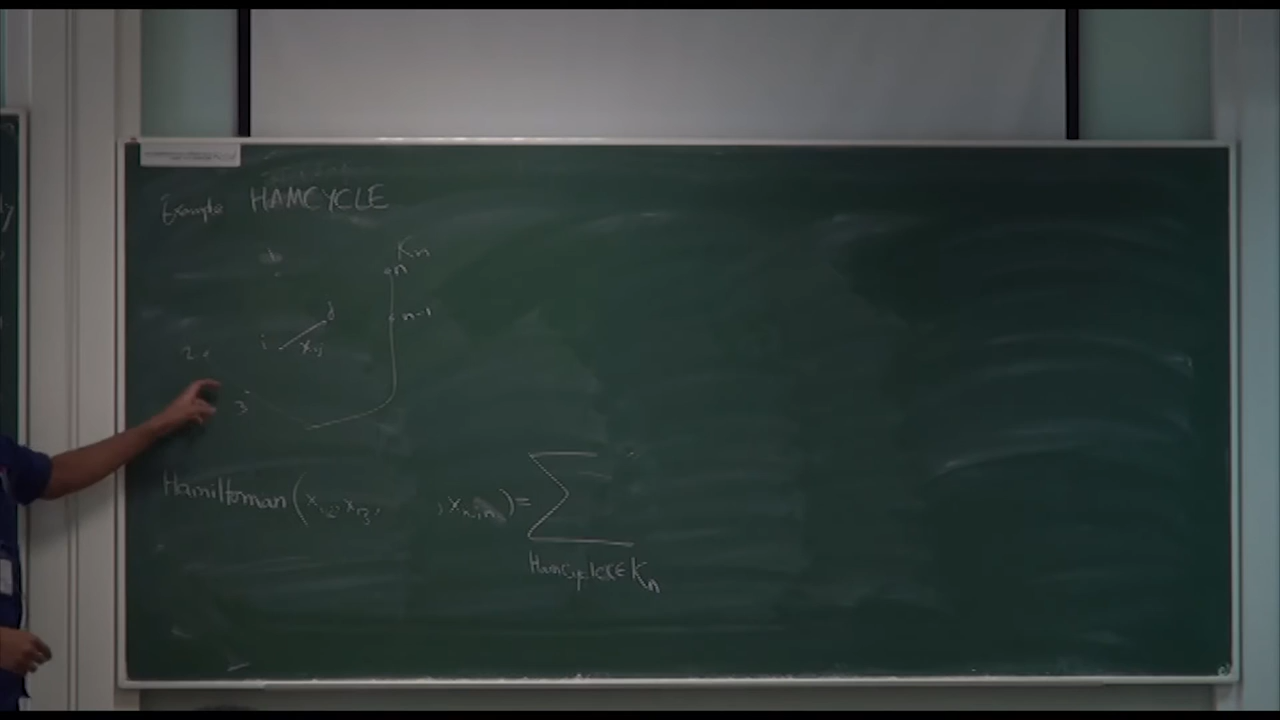 Example HAMCYCLE
Kn
n
j
i xij
n-1
2
3
Hamiltonian (x12, x13, , xn-1,n) = Σ
HamCycle C ∈ Kn